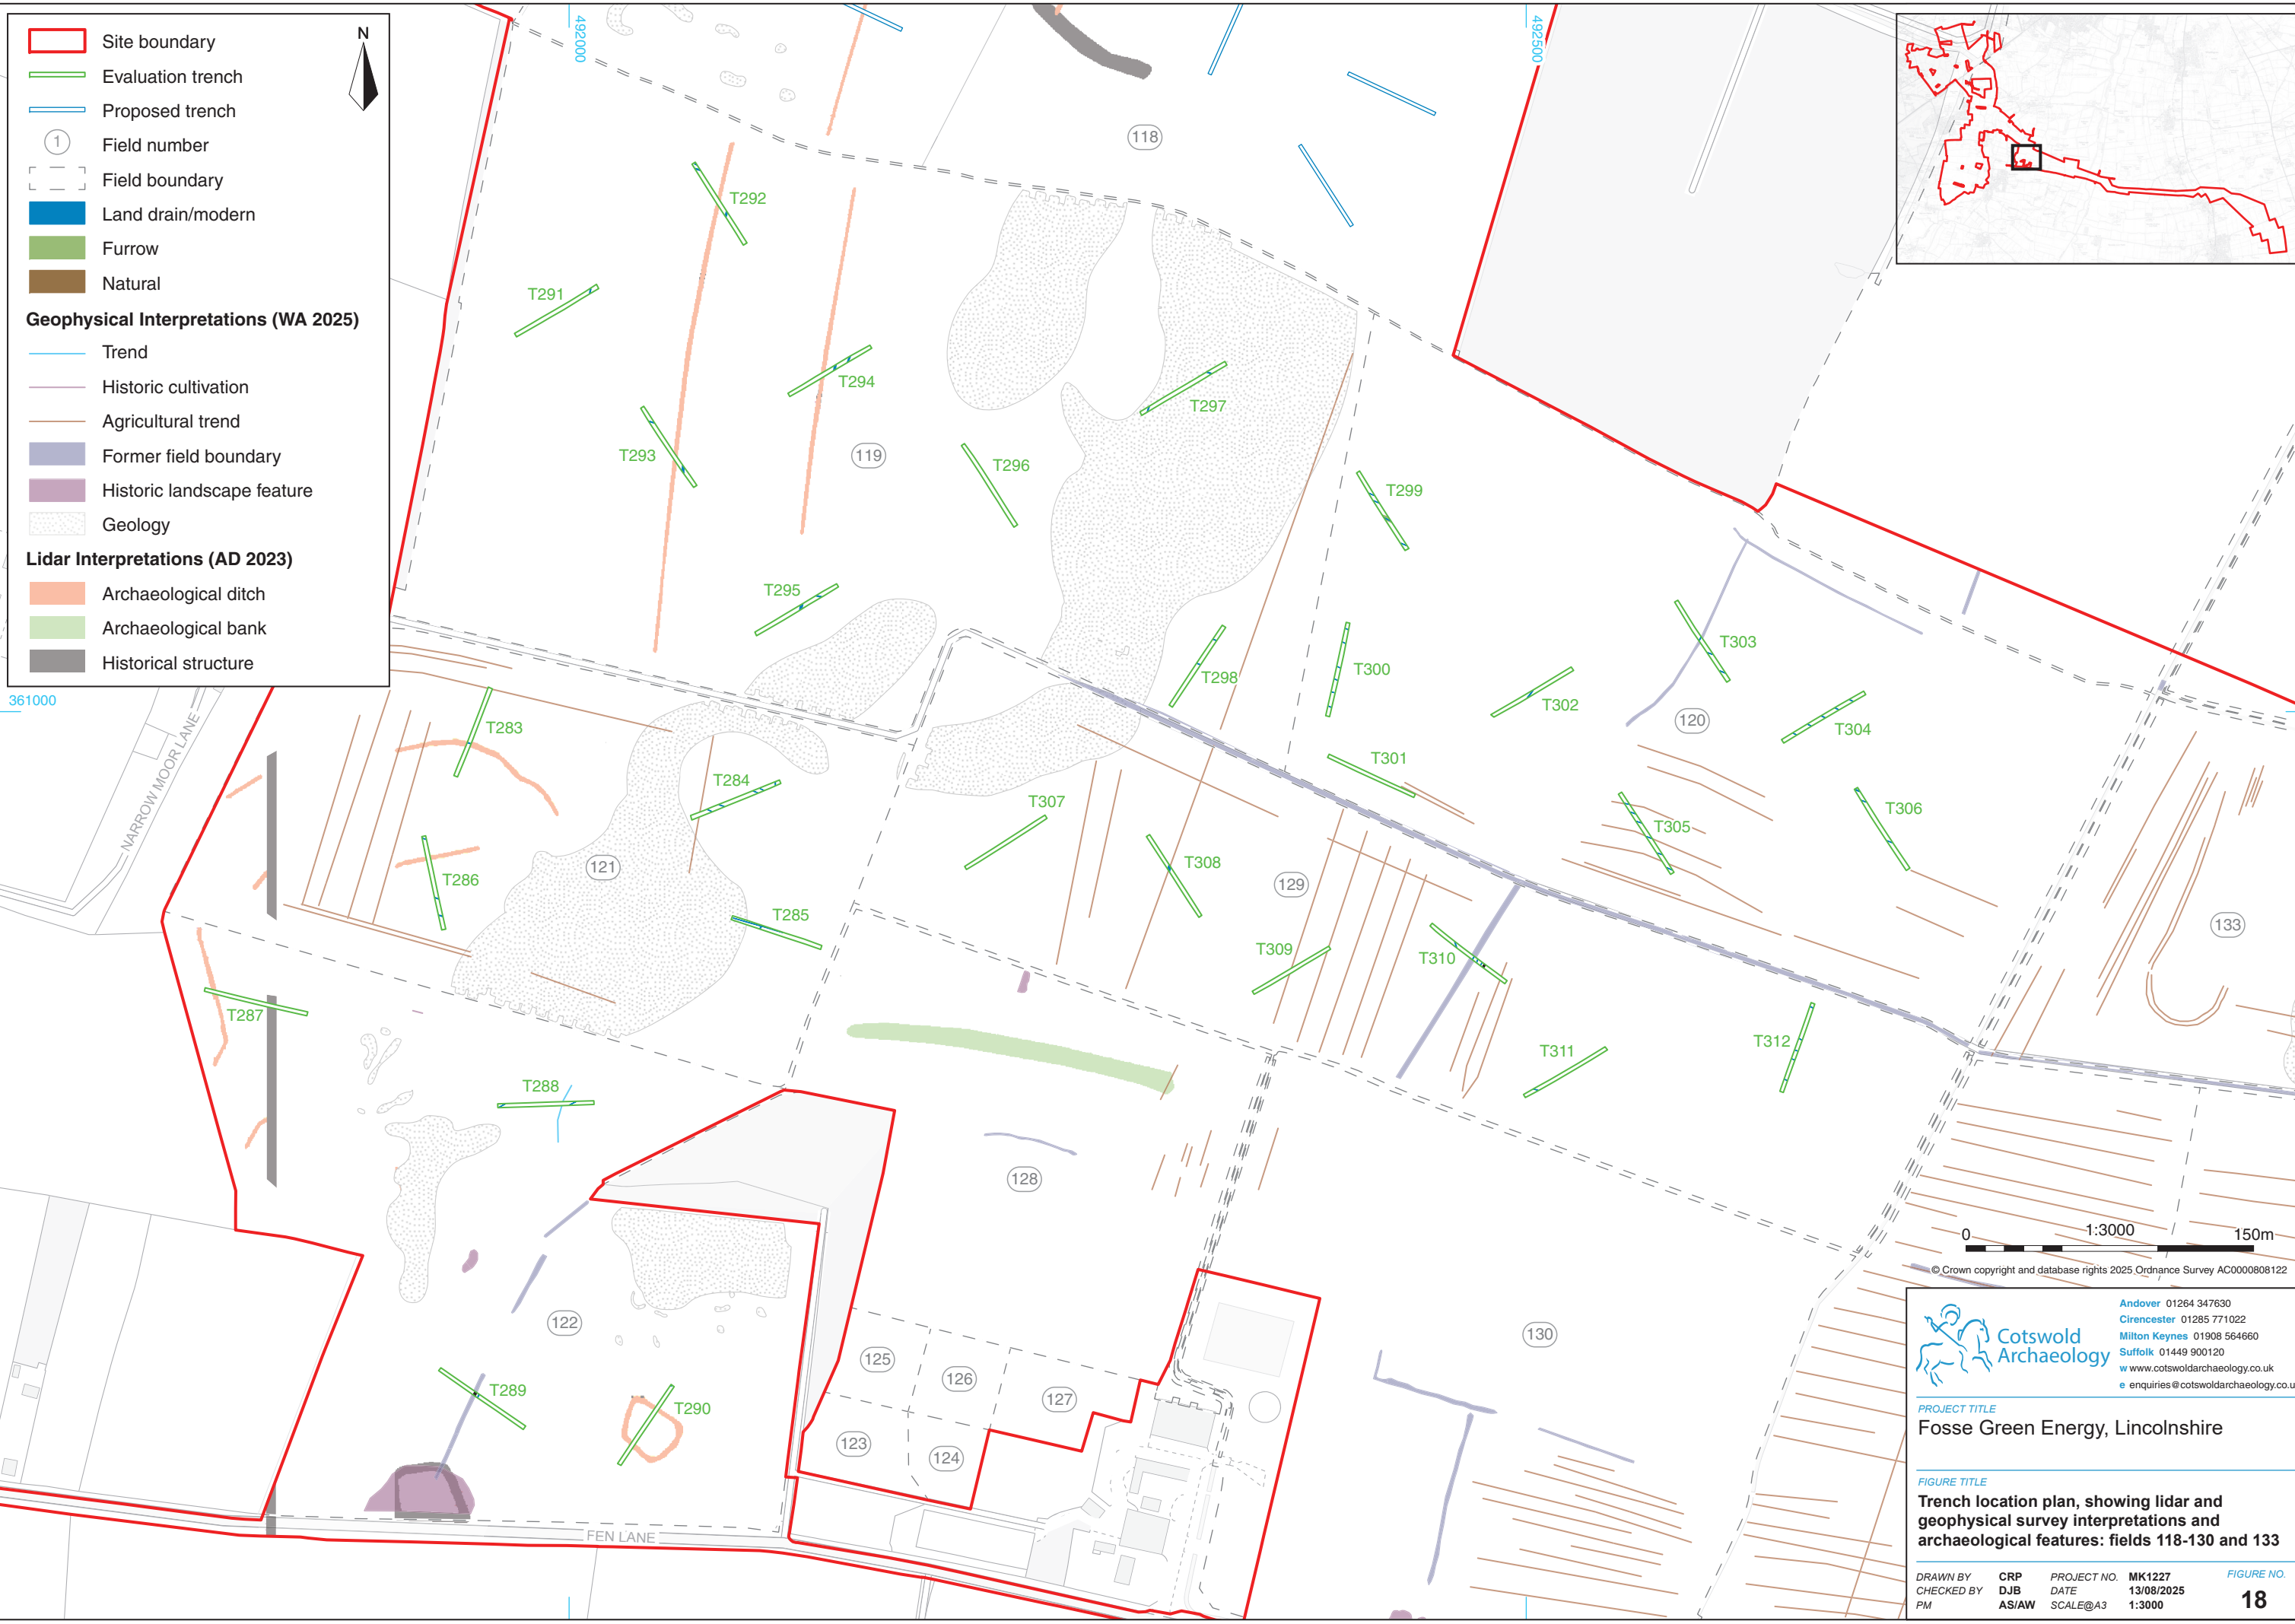 Site boundary
Evaluation trench
Proposed trench
1 Field number
Field boundary
Land drain/modern
Furrow
Natural
Geophysical Interpretations (WA 2025)
Trend
Historic cultivation
Agricultural trend
Former field boundary
Historic landscape feature
Geology
Lidar Interpretations (AD 2023)
Archaeological ditch
Archaeological bank
Historical structure
N
492000
492500
361000
118
T292
T291
T294
T297
T293
119
T296
T299
T295
T298
T300
T302
T303
120
T304
T301
T283
T284
T307
T305
T306
NARROW MOOR LANE
T286
121
T308
129
T285
T309
T310
133
T287
T288
T311
T312
128
122
125
126
127
130
T289
T290
123
124
FEN LANE
0 1:3000 150m
© Crown copyright and database rights 2025 Ordnance Survey AC0000808122
Cotswold
Archaeology
Andover 01264 347630
Cirencester 01285 771022
Milton Keynes 01908 564660
Suffolk 01449 900120
w www.cotswoldarchaeology.co.uk
e enquiries@cotswoldarchaeology.co.u
PROJECT TITLE
Fosse Green Energy, Lincolnshire
FIGURE TITLE
Trench location plan, showing lidar and
geophysical survey interpretations and
archaeological features: fields 118-130 and 133
DRAWN BY CRP PROJECT NO. MK1227 FIGURE NO.
CHECKED BY DJB DATE 13/08/2025
PM AS/AW SCALE@A3 1:3000 18